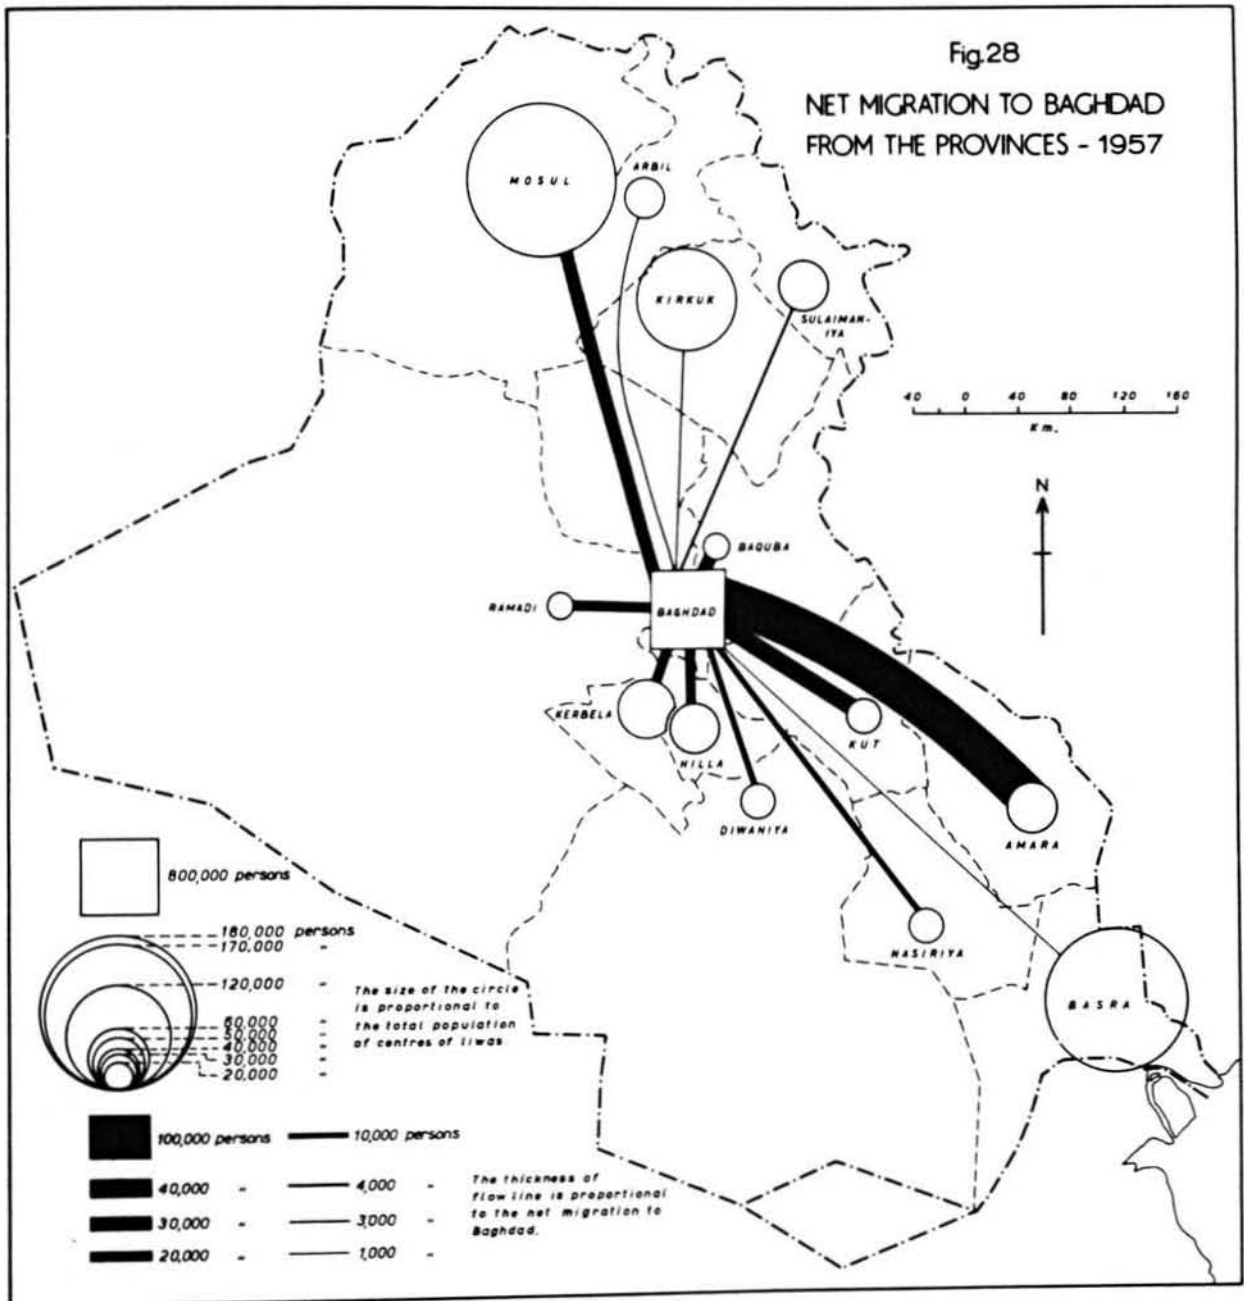 Fig.28
NET MIGRATION TO BAGHDAD
FROM THE PROVINCES - 1957
MOSUL
ARBIL
KIRKUK
SULAIMAN-
IYA
40 0 40 80 120 160
Km.
N
BAQUBA
RAMADI
BAGHDAD
KERBELA
HILLA
KUT
DIWANIYA
AMARA
NASIRIYA
BASRA
800,000 persons
180,000 persons
170,000 "
120,000 "
60,000 "
50,000 "
40,000 "
30,000 "
20,000 "
The size of the circle
is proportional to
the total population
of centres of liwas.
100,000 persons
10,000 persons
40,000 "
4,000 "
30,000 "
3,000 "
20,000 "
1,000 "
The thickness of
flow line is proportional
to the net migration to
Baghdad.